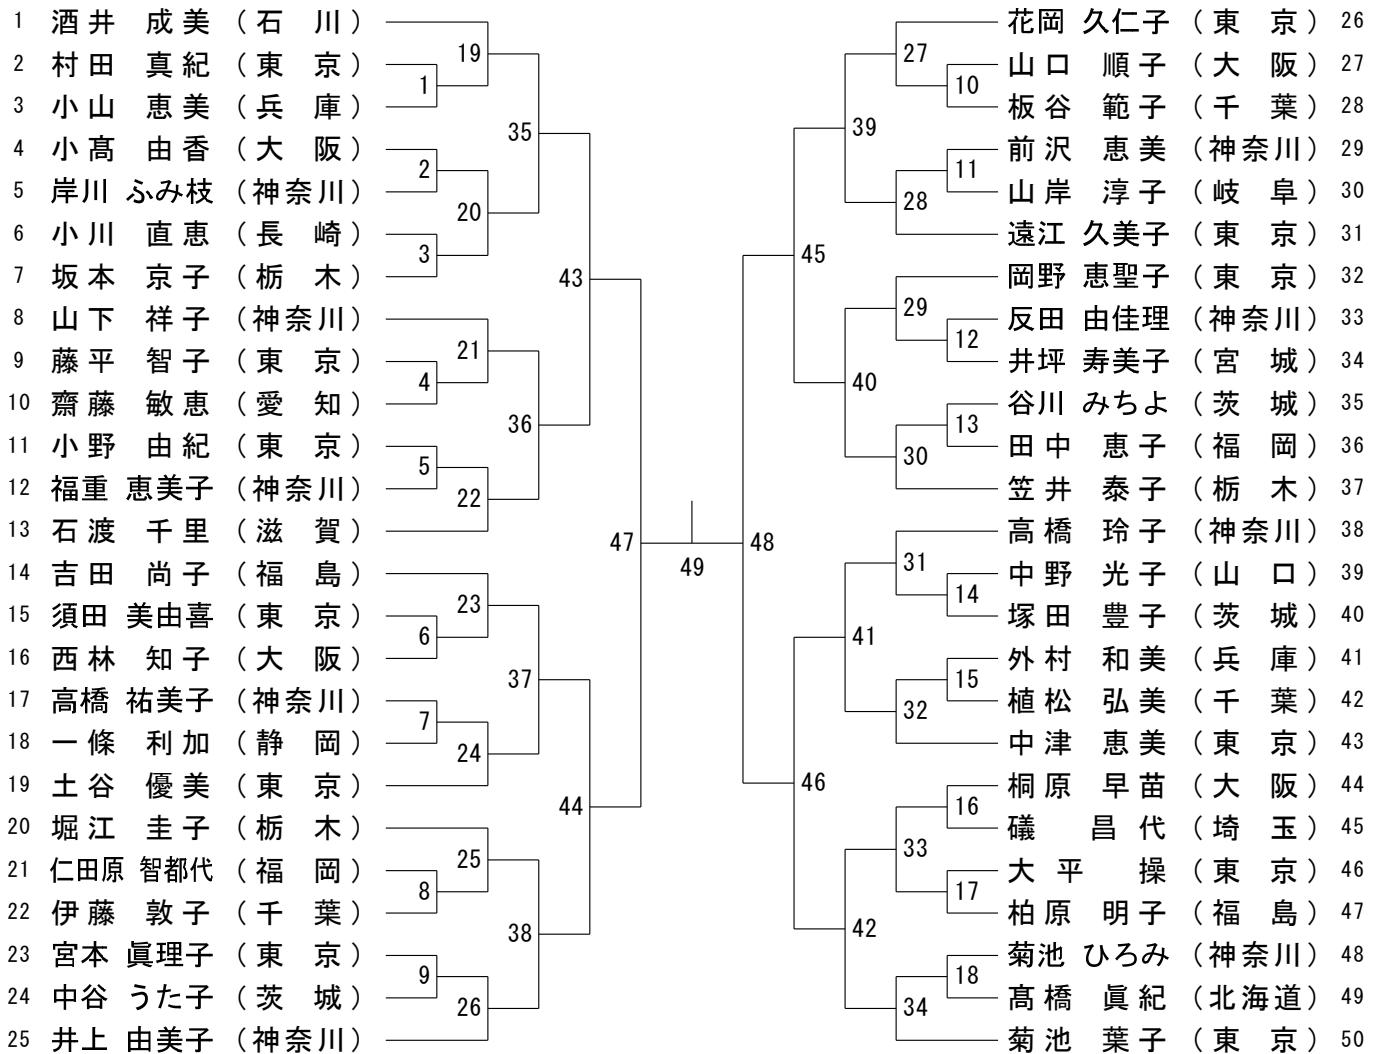 1 酒井 成美 (石 川)
2 村田 真紀 (東 京)
3 小山 恵美 (兵 庫)
4 小髙 由香 (大 阪)
5 岸川 ふみ枝 (神奈川)
6 小川 直恵 (長 崎)
7 坂本 京子 (栃 木)
8 山下 祥子 (神奈川)
9 藤平 智子 (東 京)
10 齋藤 敏恵 (愛 知)
11 小野 由紀 (東 京)
12 福重 恵美子 (神奈川)
13 石渡 千里 (滋 賀)
14 吉田 尚子 (福 島)
15 須田 美由喜 (東 京)
16 西林 知子 (大 阪)
17 高橋 祐美子 (神奈川)
18 一條 利加 (静 岡)
19 土谷 優美 (東 京)
20 堀江 圭子 (栃 木)
21 仁田原 智都代 (福 岡)
22 伊藤 敦子 (千 葉)
23 宮本 眞理子 (東 京)
24 中谷 うた子 (茨 城)
25 井上 由美子 (神奈川)
1
2
3
4
5
6
7
8
9
19
20
21
22
23
24
25
26
35
36
37
38
43
44
47
49
48
45
46
39
40
41
42
27
28
29
30
31
32
33
34
10
11
12
13
14
15
16
17
18
花岡 久仁子 (東 京) 26
山口 順子 (大 阪) 27
板谷 範子 (千 葉) 28
前沢 恵美 (神奈川) 29
山岸 淳子 (岐 阜) 30
遠江 久美子 (東 京) 31
岡野 恵聖子 (東 京) 32
反田 由佳理 (神奈川) 33
井坪 寿美子 (宮 城) 34
谷川 みちよ (茨 城) 35
田中 恵子 (福 岡) 36
笠井 泰子 (栃 木) 37
高橋 玲子 (神奈川) 38
中野 光子 (山 口) 39
塚田 豊子 (茨 城) 40
外村 和美 (兵 庫) 41
植松 弘美 (千 葉) 42
中津 恵美 (東 京) 43
桐原 早苗 (大 阪) 44
礒 昌代 (埼 玉) 45
大平 操 (東 京) 46
柏原 明子 (福 島) 47
菊池 ひろみ (神奈川) 48
髙橋 眞紀 (北海道) 49
菊池 葉子 (東 京) 50